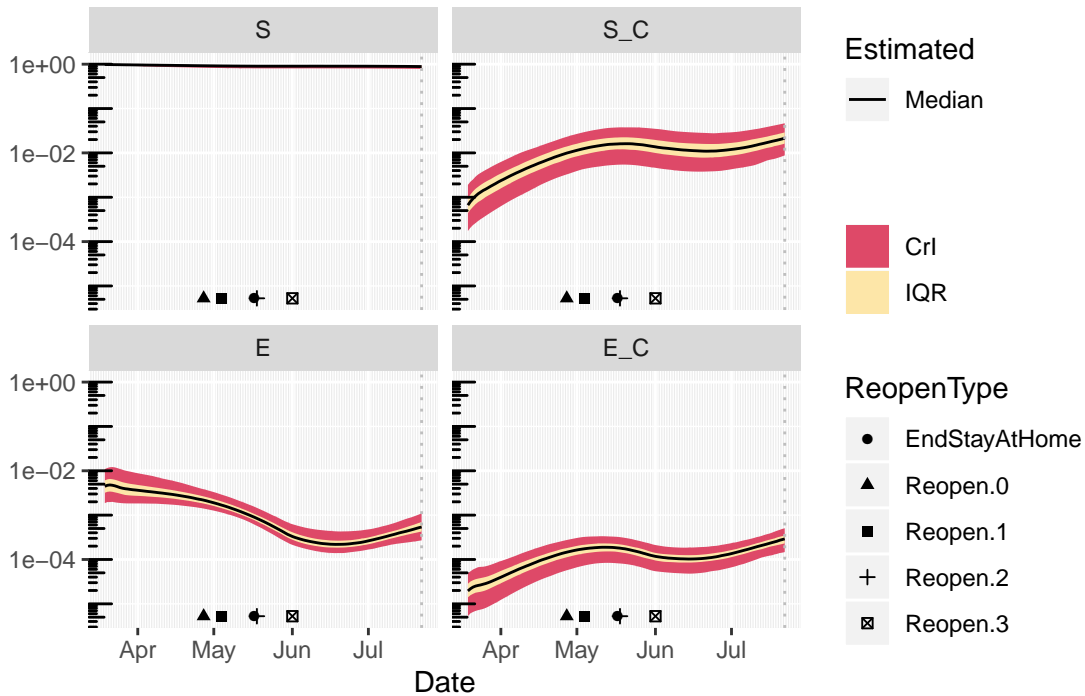 S
S_C
1e+00
1e−02
1e−04
E
E_C
1e+00
1e−02
1e−04
Apr
May
Jun
Jul
Apr
May
Jun
Jul
Date
Estimated
Median
CrI
IQR
ReopenType
EndStayAtHome
Reopen.0
Reopen.1
Reopen.2
Reopen.3